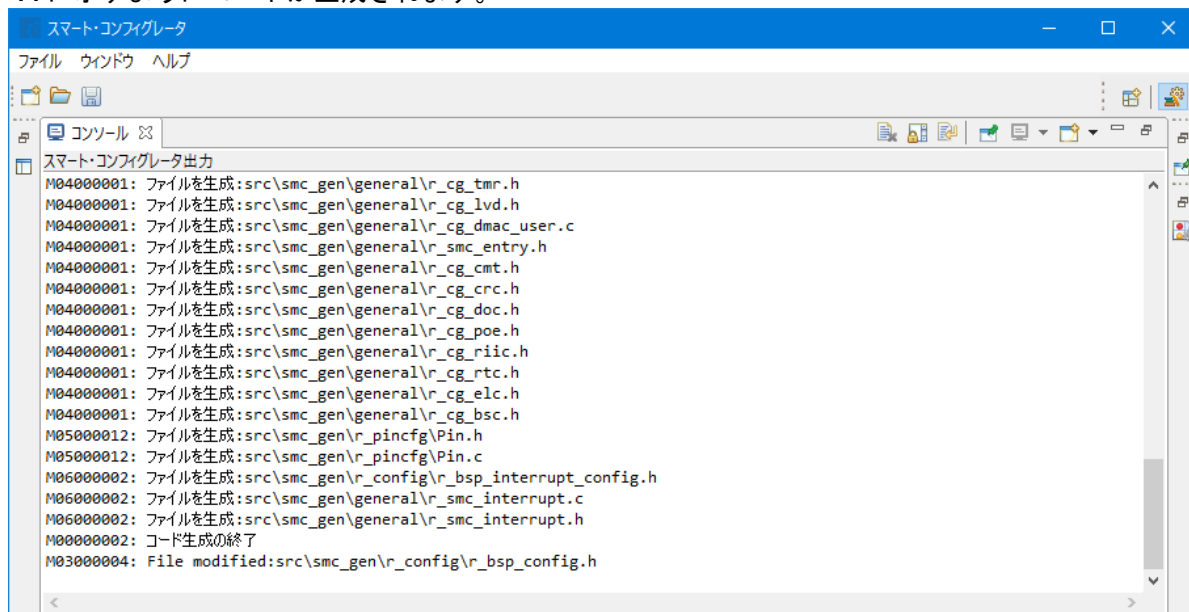 スマート・コンフィグレータ
ファイル ウィンドウ ヘルプ
コンソール
スマート・コンフィグレータ出力
M04000001: ファイルを生成:src\smc_gen\general\r_cg_tmr.h
M04000001: ファイルを生成:src\smc_gen\general\r_cg_lvd.h
M04000001: ファイルを生成:src\smc_gen\general\r_cg_dmac_user.c
M04000001: ファイルを生成:src\smc_gen\general\r_smc_entry.h
M04000001: ファイルを生成:src\smc_gen\general\r_cg_cmt.h
M04000001: ファイルを生成:src\smc_gen\general\r_cg_crc.h
M04000001: ファイルを生成:src\smc_gen\general\r_cg_doc.h
M04000001: ファイルを生成:src\smc_gen\general\r_cg_poe.h
M04000001: ファイルを生成:src\smc_gen\general\r_cg_riic.h
M04000001: ファイルを生成:src\smc_gen\general\r_cg_rtc.h
M04000001: ファイルを生成:src\smc_gen\general\r_cg_elc.h
M04000001: ファイルを生成:src\smc_gen\general\r_cg_bsc.h
M05000012: ファイルを生成:src\smc_gen\r_pincfg\Pin.h
M05000012: ファイルを生成:src\smc_gen\r_pincfg\Pin.c
M06000002: ファイルを生成:src\smc_gen\r_config\r_bsp_interrupt_config.h
M06000002: ファイルを生成:src\smc_gen\general\r_smc_interrupt.c
M06000002: ファイルを生成:src\smc_gen\general\r_smc_interrupt.h
M00000002: コード生成の終了
M03000004: File modified:src\smc_gen\r_config\r_bsp_config.h